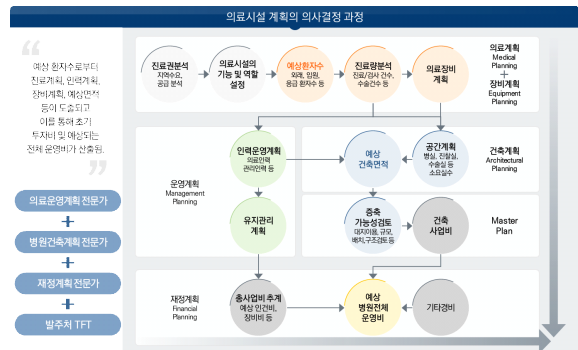 의료시설 계획의 의사결정 과정
“
예상 환자수로부터
진료계획, 인력계획,
장비계획, 예상면적
등이 도출되고
이를 통해 초기
투자비 및 예상되는
전체 운영비가 산출됨.
”
의료운영계획 전문가
+
병원건축계획 전문가
+
재정계획 전문가
+
발주처 TFT
진료권분석
지역수요,
공급 분석
의료시설의
기능 및 역할
설정
예상환자수
외래, 입원,
응급 환자수 등
진료량분석
진료/검사 건수,
수술건수 등
의료장비
계획
의료계획
Medical
Planning
+
장비계획
Equipment
Planning
운영계획
Management
Planning
인력운영계획
의료인력
관리인력 등
유지관리
계획
예상
건축면적
공간계획
병실, 진찰실,
수술실 등
소요실수
건축계획
Architectural
Planning
증축
가능성검토
대지이용, 규모,
배치,구조검토 등
건축
사업비
Master
Plan
재정계획
Financial
Planning
총사업비 추계
예상 인건비,
장비비 등
예상
병원전체
운영비
기타경비